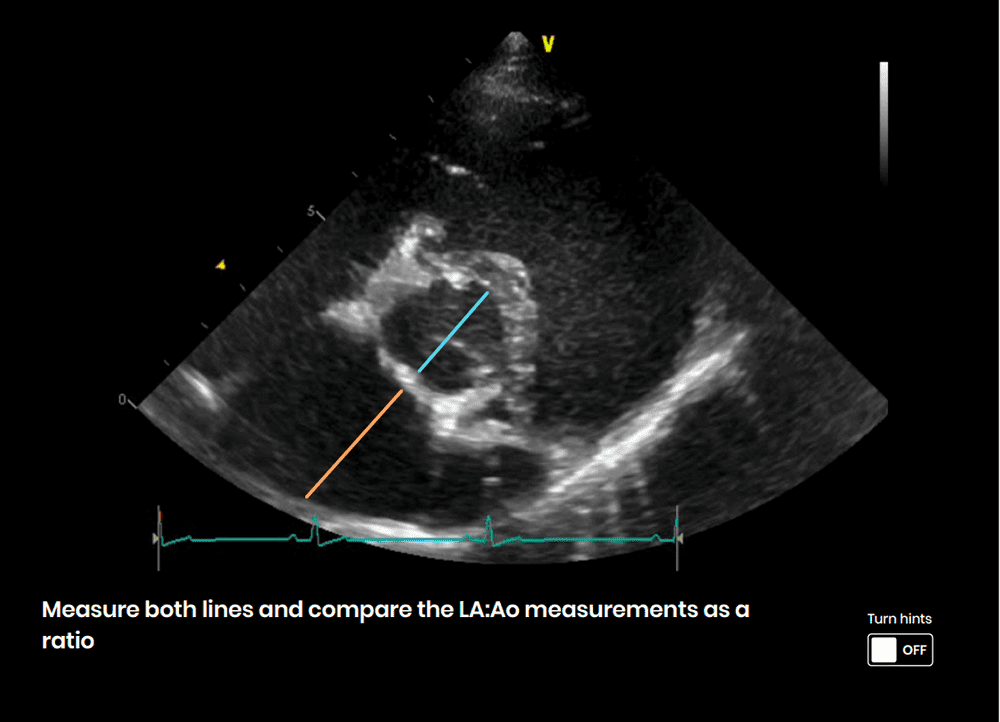 V
5
0
Measure both lines and compare the LA:Ao measurements as a
ratio
Turn hints
OFF